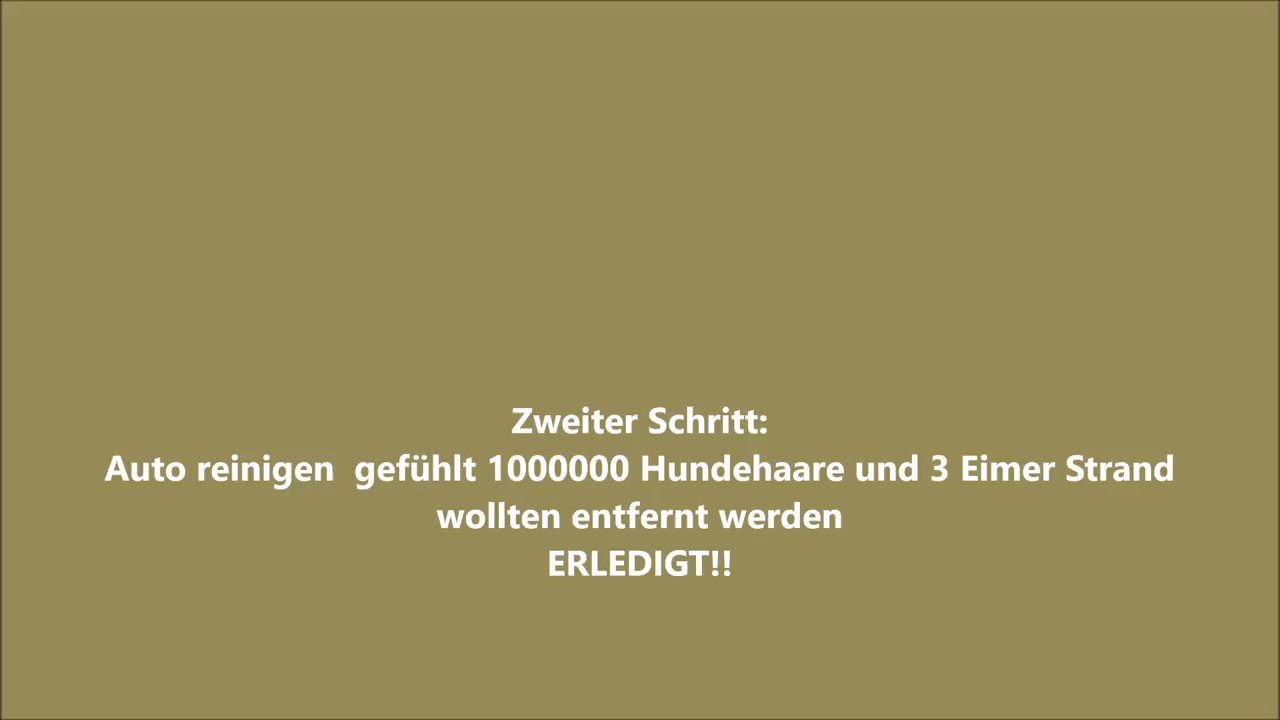 Zweiter Schritt:
Auto reinigen  gefühlt 1000000 Hundehaare und 3 Eimer Strand
wollten entfernt werden
ERLEDIGT!!